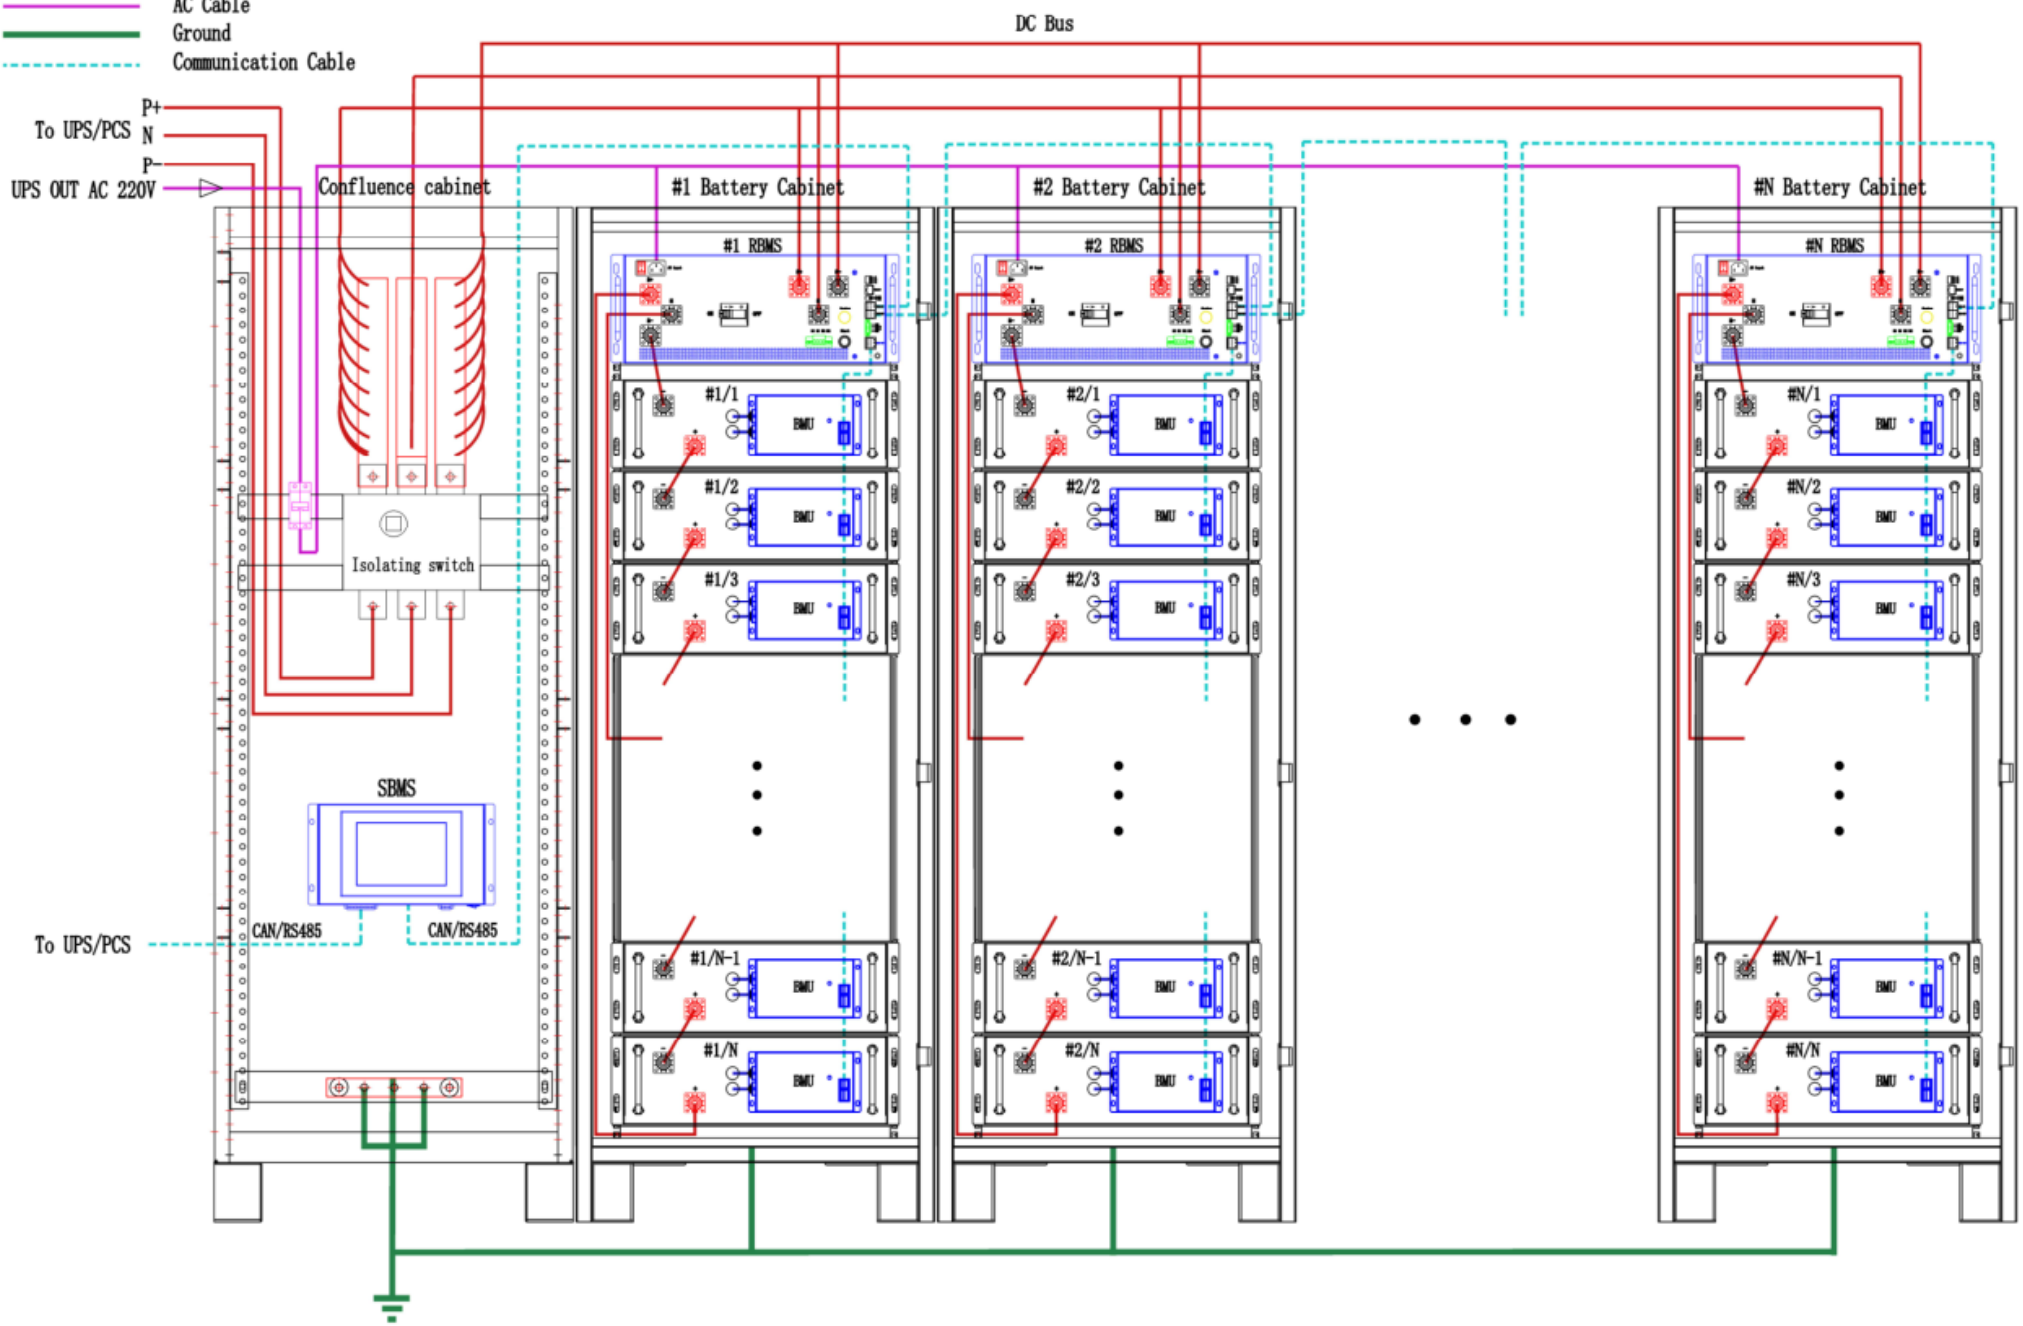 AC Cable
Ground
Communication Cable
DC Bus
P+
To UPS/PCS
N
P-
UPS OUT AC 220V
Confluence cabinet
#1 Battery Cabinet
#2 Battery Cabinet
#N Battery Cabinet
#1 RBMS
#2 RBMS
#N RBMS
#1/1
BMU
#2/1
BMU
#N/1
BMU
#1/2
BMU
#2/2
BMU
#N/2
BMU
Isolating switch
#1/3
BMU
#2/3
BMU
#N/3
BMU
SBMS
CAN/RS485
CAN/RS485
To UPS/PCS
#1/N-1
BMU
#2/N-1
BMU
#N/N-1
BMU
#1/N
BMU
#2/N
BMU
#N/N
BMU